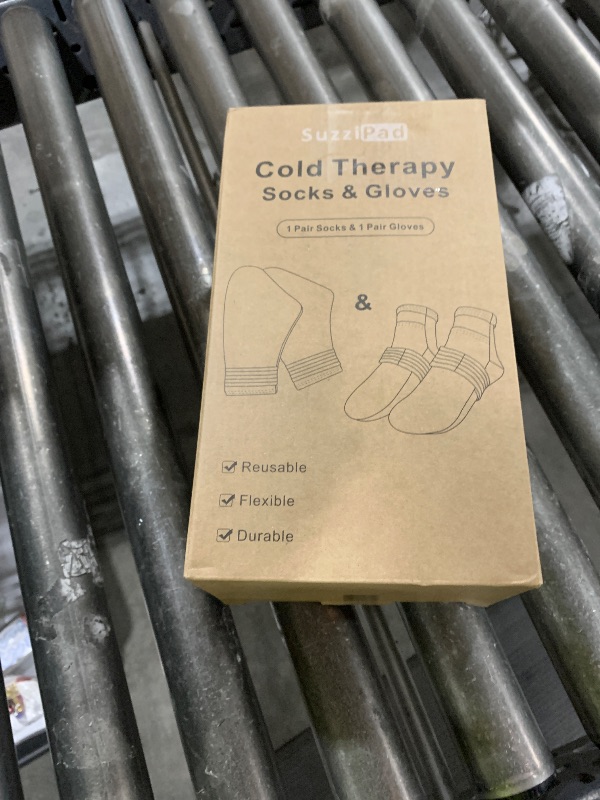 SuzziPad
Cold Therapy
Socks & Gloves
1 Pair Socks & 1 Pair Gloves
&
Reusable
Flexible
Durable